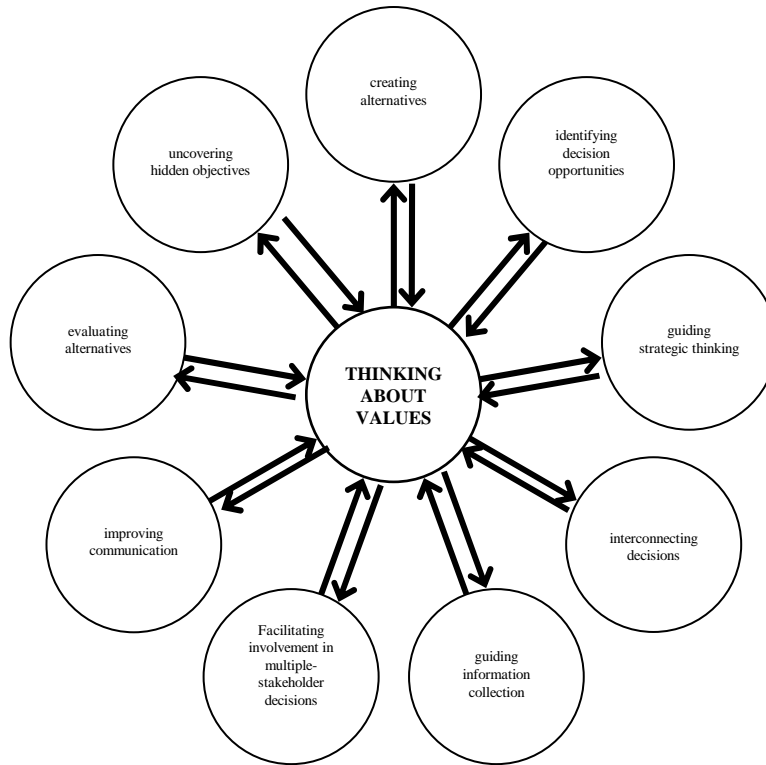 creating
alternatives
identifying
decision
opportunities
guiding
strategic thinking
interconnecting
decisions
guiding
information
collection
Facilitating
involvement in
multiple-
stakeholder
decisions
improving
communication
evaluating
alternatives
uncovering
hidden objectives
THINKING
ABOUT
VALUES